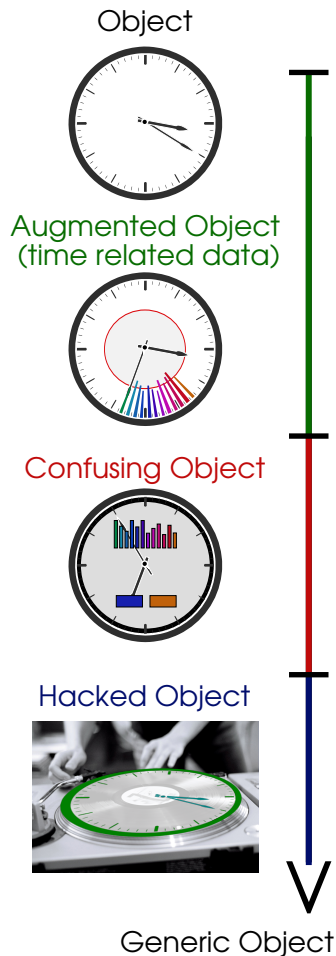 Object
Augmented Object
(time related data)
Confusing Object
Hacked Object
Generic Object